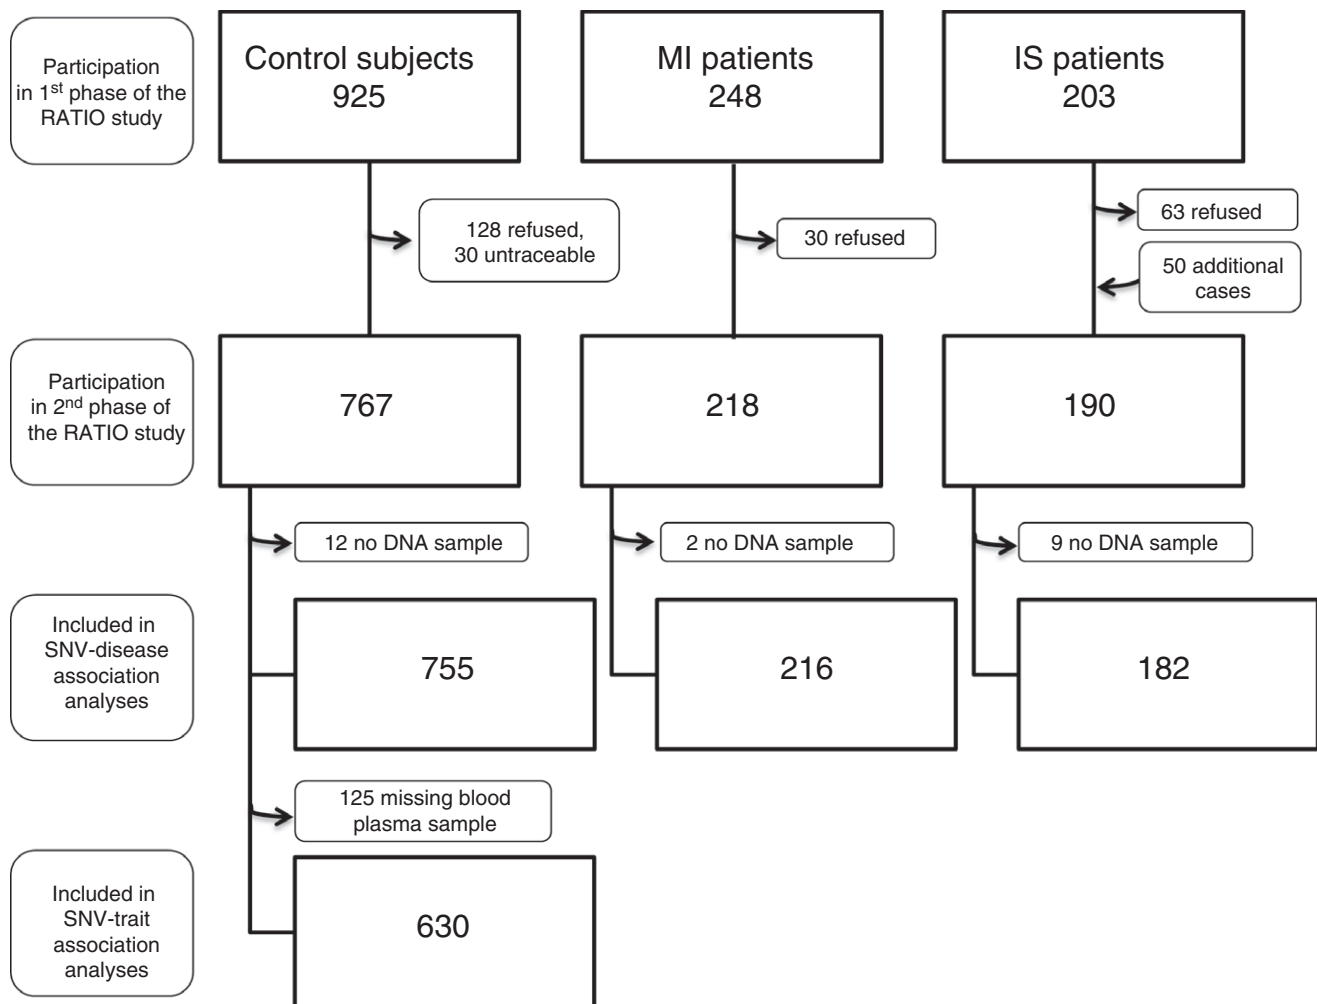 Participation
in 1st phase of the
RATIO study
Control subjects
925
MI patients
248
IS patients
203
128 refused,
30 untraceable
30 refused
63 refused
50 additional
cases
Participation
in 2nd phase of
the RATIO study
767
218
190
12 no DNA sample
2 no DNA sample
9 no DNA sample
Included in
SNV-disease
association
analyses
755
216
182
125 missing blood
plasma sample
Included in
SNV-trait
association
analyses
630